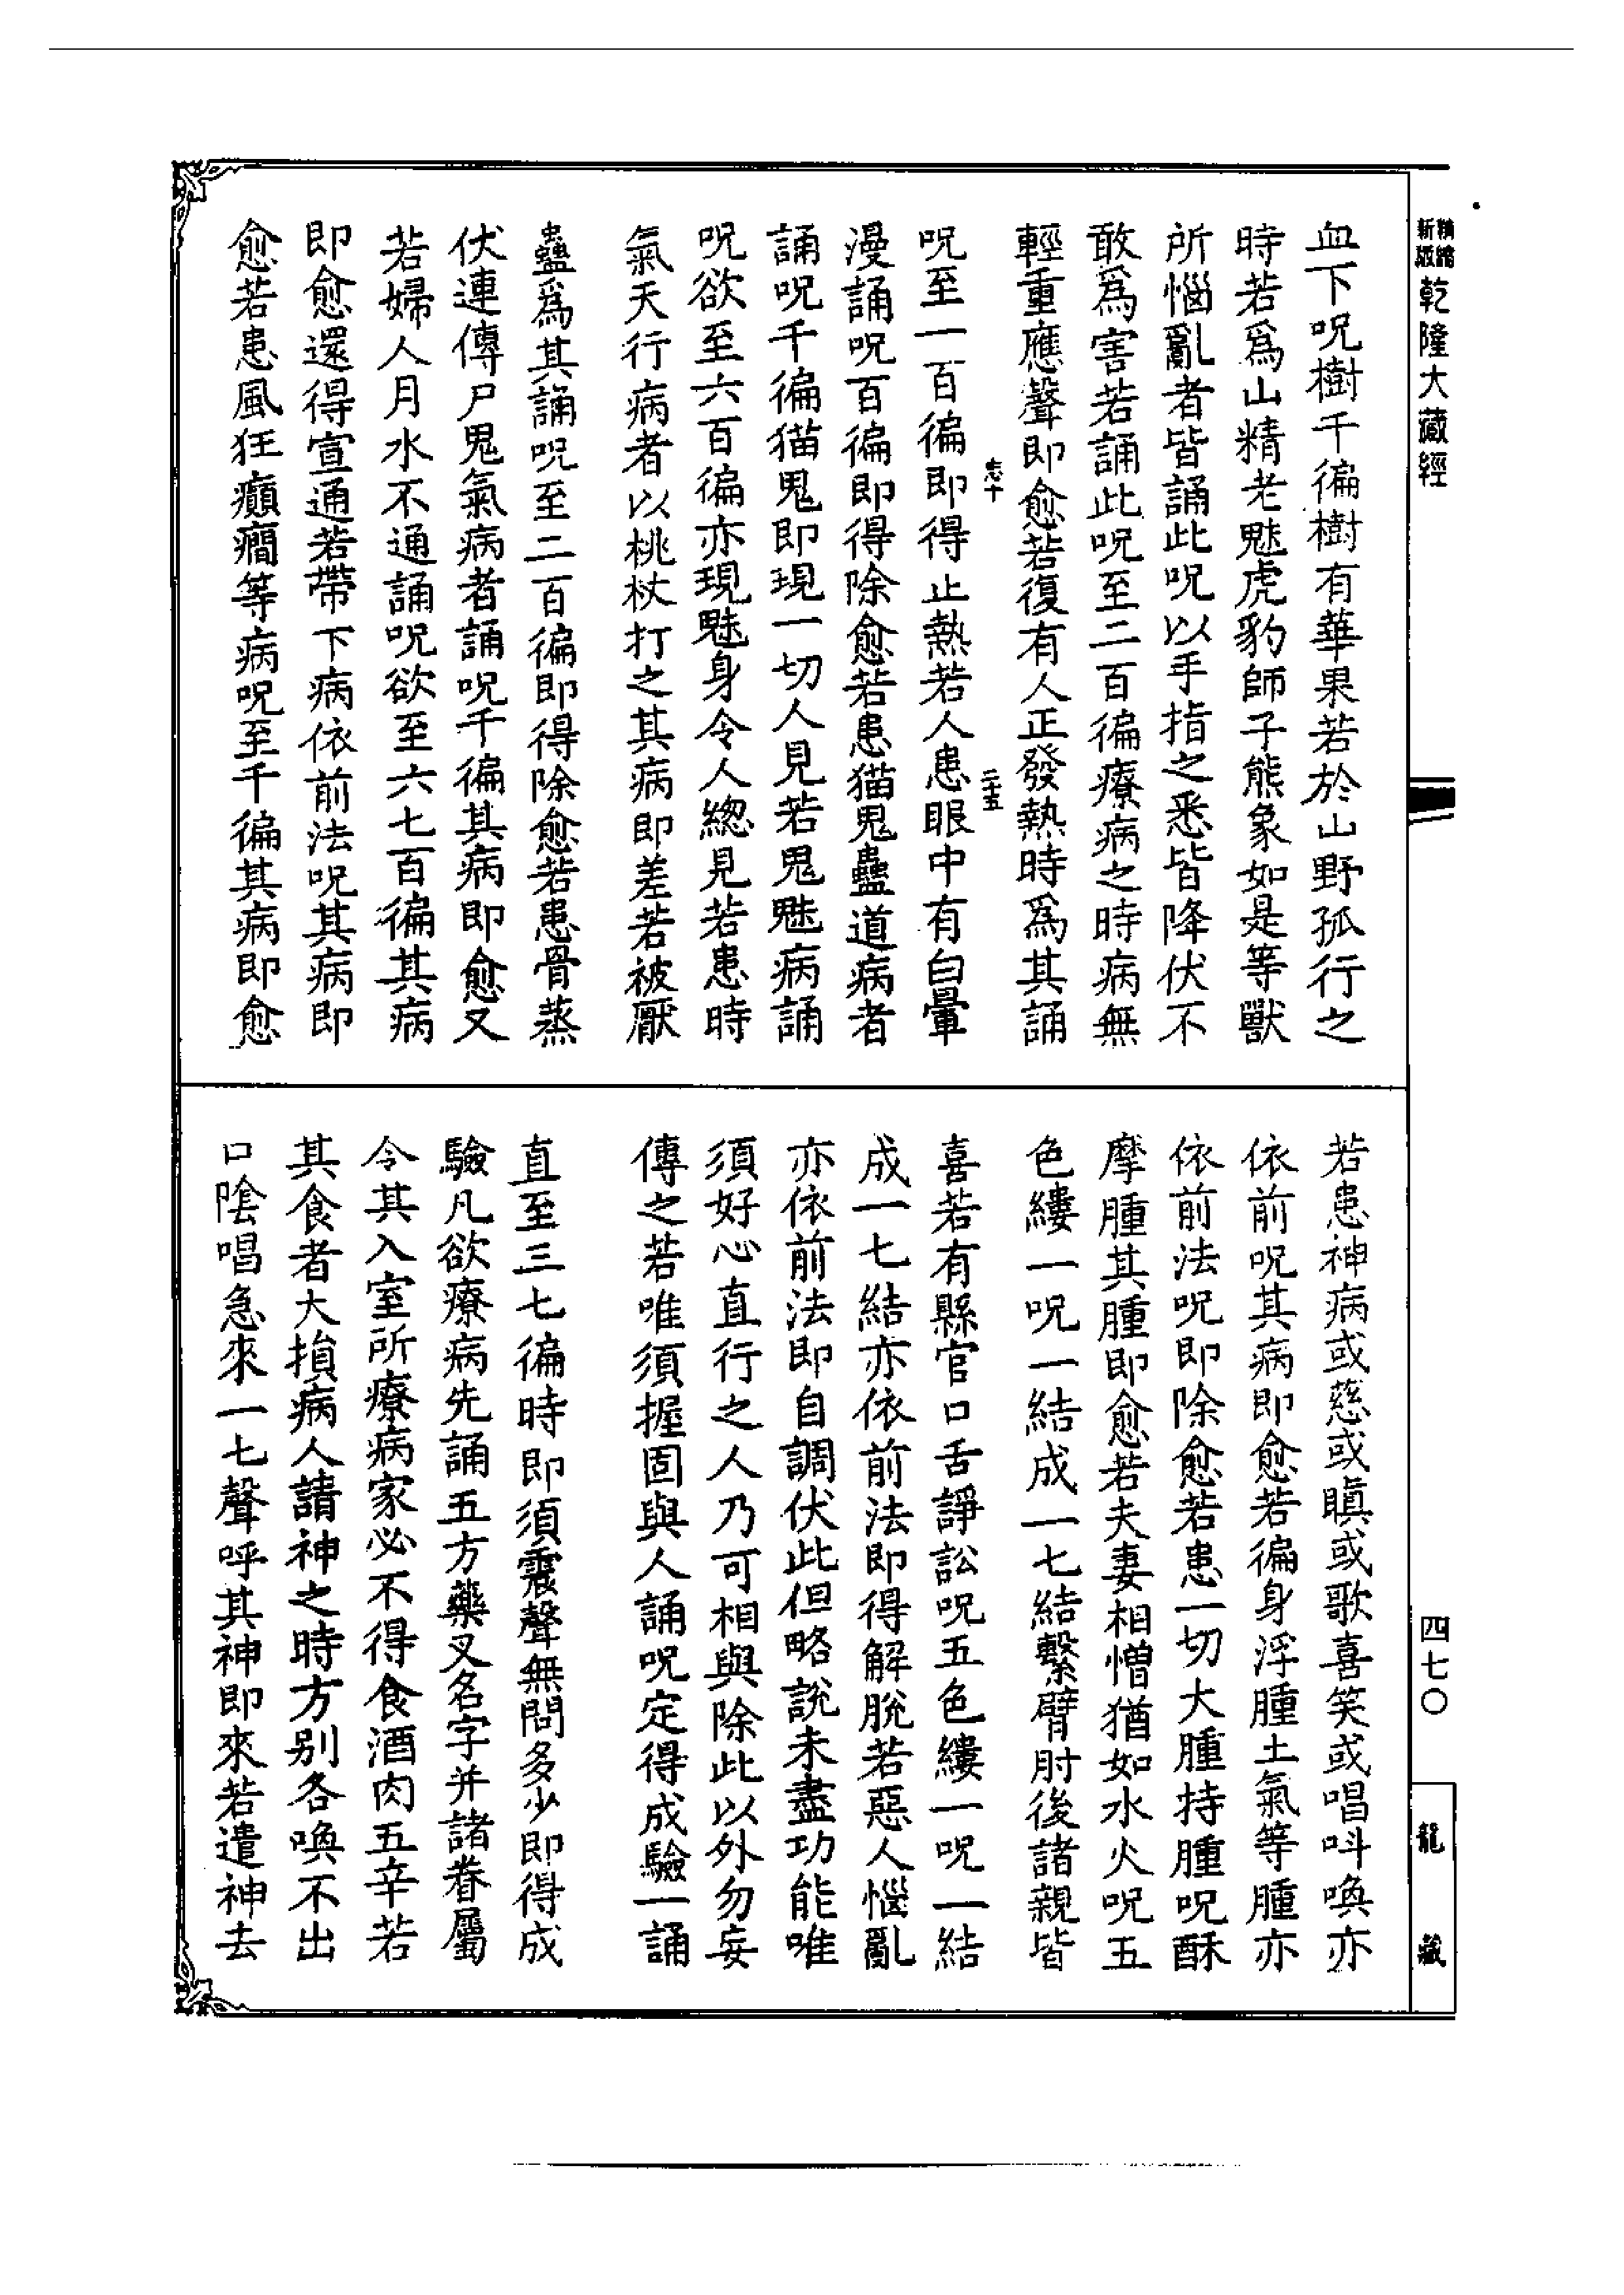 新版
精縮
乾隆大藏經
四七〇
龍藏
血下呪樹千徧樹有華果若於山野孤行之
時若爲山精老魅虎豹師子熊象如是等獸
所惱亂者皆誦此呪以手指之悉皆降伏不
敢爲害若誦此呪至二百徧療病之時病無
輕重應聲即愈若復有人正發熱時爲其誦
志十
二十五
呪至一百徧即得止熱若人患眼中有白暈
漫誦呪百徧即得除愈若患猫鬼蠱道病者
誦呪千徧猫鬼即現一切人見若鬼魅病誦
呪欲至六百徧亦現魅身令人緫見若患時
氣天行病者以桃杖打之其病即差若被厭
蠱爲其誦呪至二百徧即得除愈若患骨蒸
伏連傳尸鬼氣病者誦呪千徧其病即愈又
若婦人月水不通誦呪欲至六七百徧其病
即愈還得宣通若帶下病依前法呪其病即
愈若患風狂癲癎等病呪至千徧其病即愈
若患神病或慈或瞋或歌喜笑或唱呌喚亦
依前呪其病即愈若徧身浮腫土氣等腫亦
依前法呪即除愈若患一切大腫持腫呪酥
摩腫其腫即愈若夫妻相憎猶如水火呪五
色縷一呪一結成一七結繫臂肘後諸親皆
喜若有縣官口舌諍訟呪五色縷一呪一結
成一七結亦依前法即得解脫若惡人惱亂
亦依前法即自調伏此但略說未盡功能唯
須好心直行之人乃可相與除此以外勿妄
傳之若唯須握固與人誦呪定得成驗一誦
直至三七徧時即須震聲無問多少即得成
驗凡欲療病先誦五方藥叉名字并諸眷屬
令其入室所療病家必不得食酒肉五辛若
其食者大損病人請神之時方别各喚不出
口陰唱急來一七聲呼其神即來若遣神去